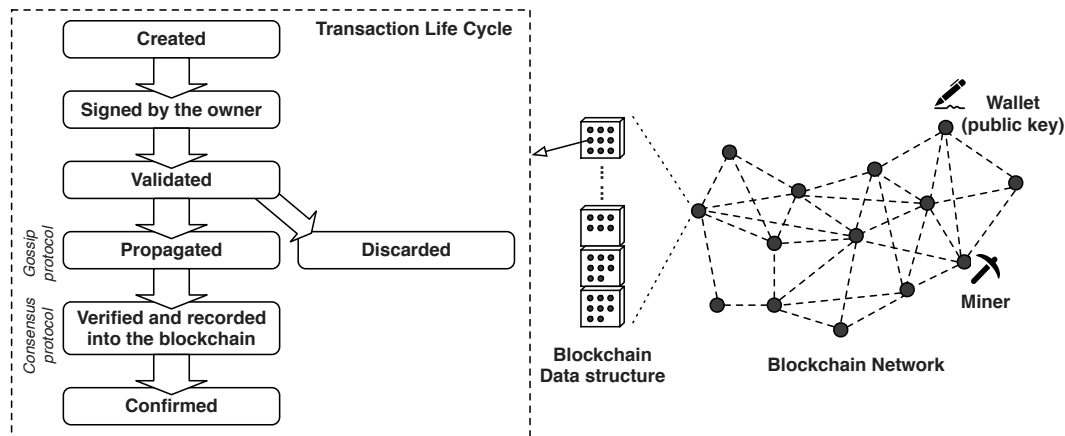 Transaction Life Cycle
Created
Signed by the owner
Validated
Gossip
protocol
Propagated
Discarded
Consensus
protocol
Verified and recorded
into the blockchain
Confirmed
Blockchain
Data structure
Wallet
(public key)
Miner
Blockchain Network